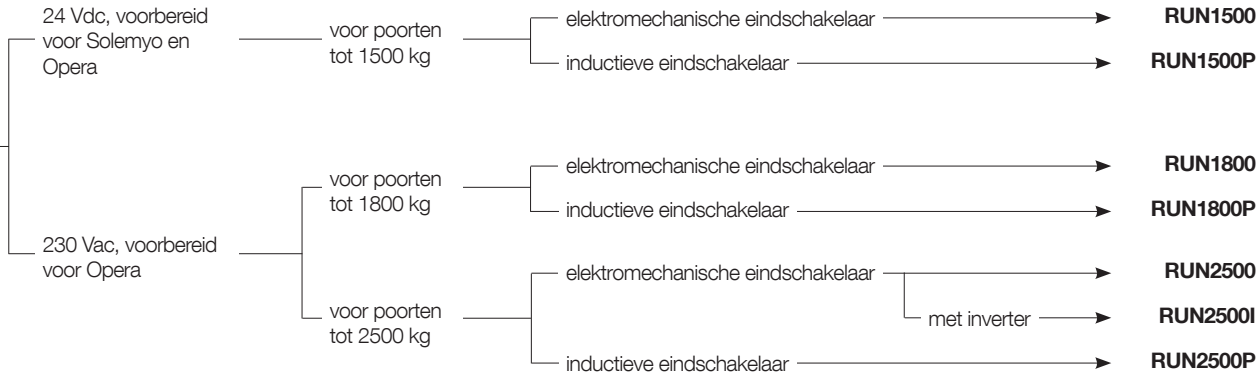 24 Vdc, voorbereid
voor Solemyo en
Opera
voor poorten
tot 1500 kg
elektromechanische eindschakelaar
RUN1500
inductieve eindschakelaar
RUN1500P
230 Vac, voorbereid
voor Opera
voor poorten
tot 1800 kg
elektromechanische eindschakelaar
RUN1800
inductieve eindschakelaar
RUN1800P
voor poorten
tot 2500 kg
elektromechanische eindschakelaar
RUN2500
met inverter
RUN2500I
inductieve eindschakelaar
RUN2500P